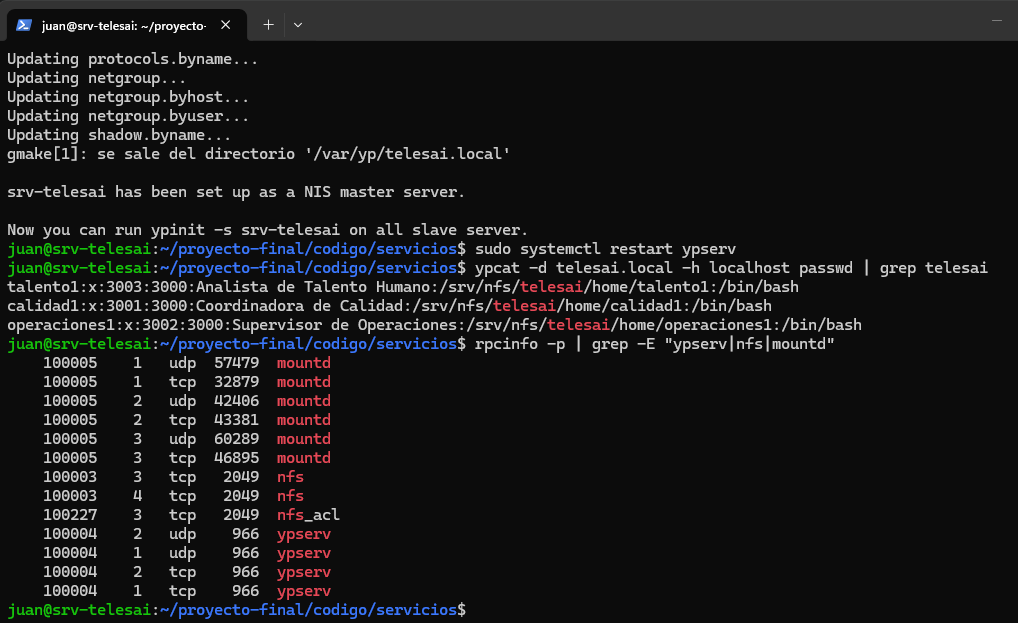 juan@srv-telesai: ~/proyecto-
Updating protocols.byname...
Updating netgroup...
Updating netgroup.byhost...
Updating netgroup.byuser...
Updating shadow.byname...
gmake[1]: se sale del directorio '/var/yp/telesai.local'

srv-telesai has been set up as a NIS master server.

Now you can run ypinit -s srv-telesai on all slave server.
juan@srv-telesai:~/proyecto-final/codigo/servicios$ sudo systemctl restart ypserv
juan@srv-telesai:~/proyecto-final/codigo/servicios$ ypcat -d telesai.local -h localhost passwd | grep telesai
talento1:x:3003:3000:Analista de Talento Humano:/srv/nfs/telesai/home/talento1:/bin/bash
calidad1:x:3001:3000:Coordinadora de Calidad:/srv/nfs/telesai/home/calidad1:/bin/bash
operaciones1:x:3002:3000:Supervisor de Operaciones:/srv/nfs/telesai/home/operaciones1:/bin/bash
juan@srv-telesai:~/proyecto-final/codigo/servicios$ rpcinfo -p | grep -E "ypserv|nfs|mountd"
    100005    1   udp  57479  mountd
    100005    1   tcp  32879  mountd
    100005    2   udp  42406  mountd
    100005    2   tcp  43381  mountd
    100005    3   udp  60289  mountd
    100005    3   tcp  46895  mountd
    100003    3   tcp   2049  nfs
    100003    4   tcp   2049  nfs
    100227    3   tcp   2049  nfs_acl
    100004    2   udp    966  ypserv
    100004    1   udp    966  ypserv
    100004    2   tcp    966  ypserv
    100004    1   tcp    966  ypserv
juan@srv-telesai:~/proyecto-final/codigo/servicios$